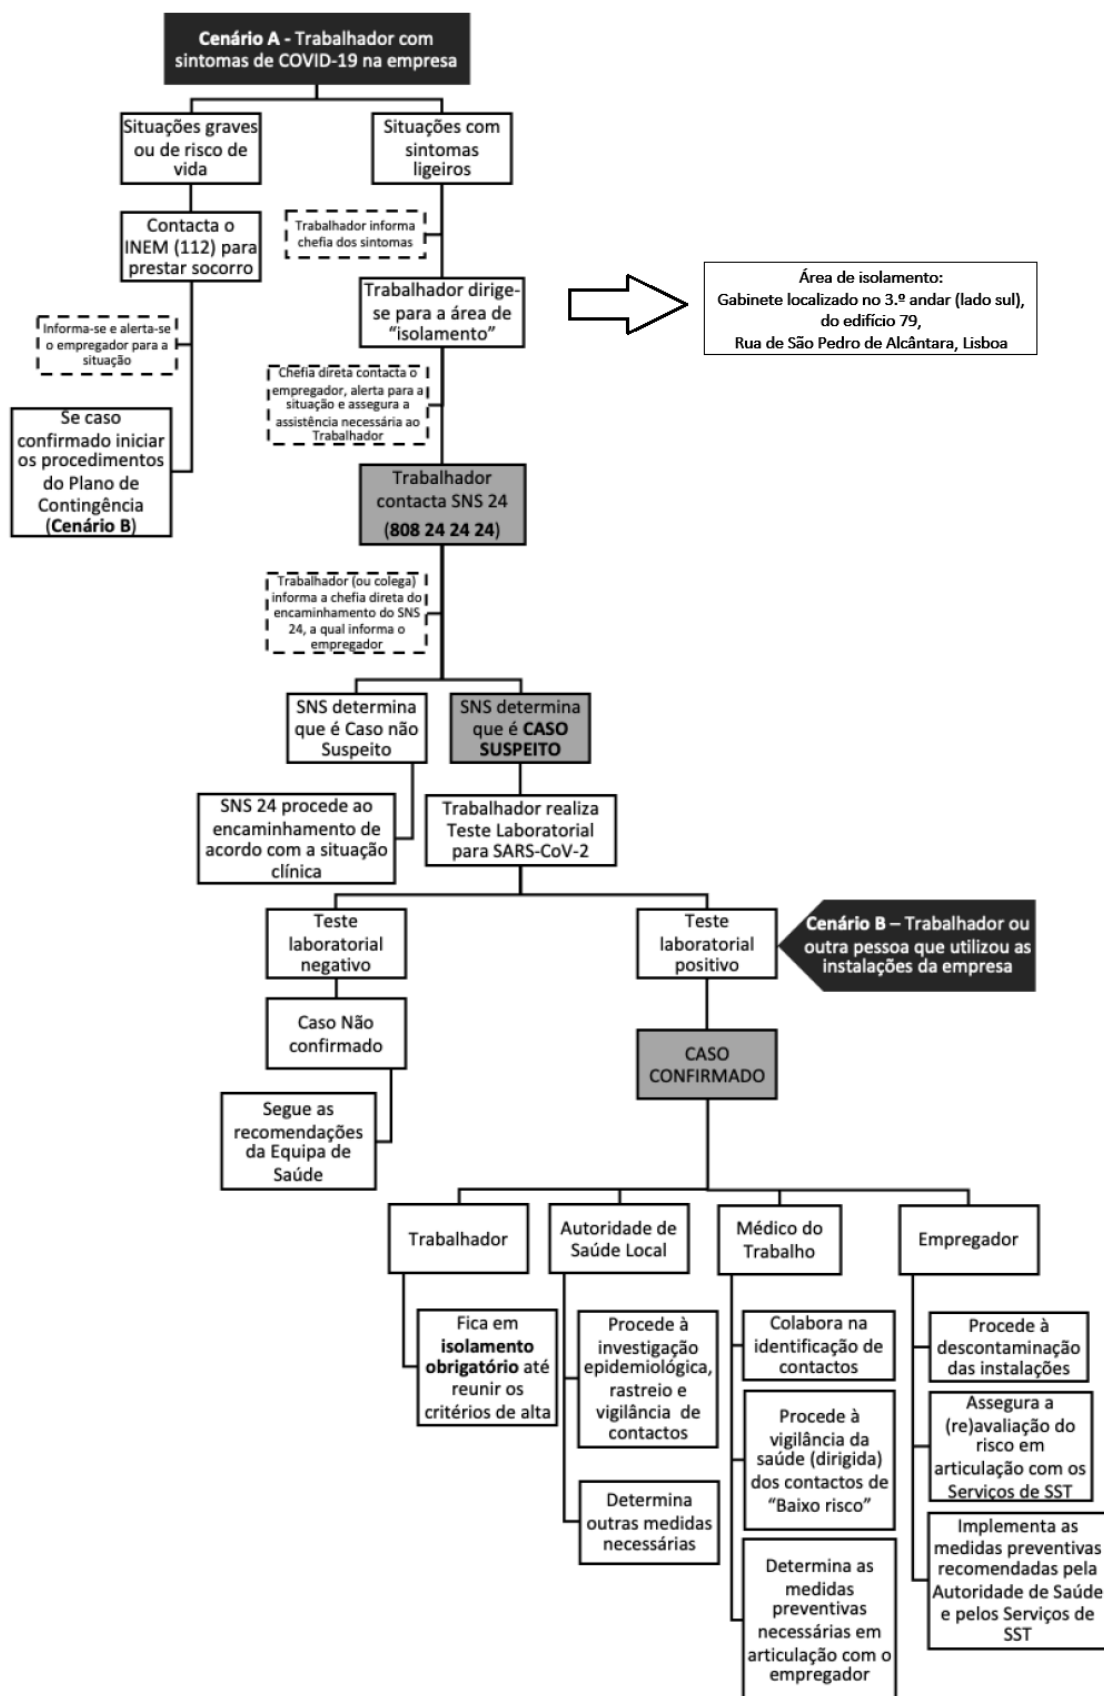 Cenário A - Trabalhador com
sintomas de COVID-19 na empresa
Situações graves
ou de risco de
vida
Situações com
sintomas
ligeiros
Contacta o
INEM (112) para
prestar socorro
Trabalhador informa
chefia dos sintomas
Trabalhador dirige-
se para a área de
“isolamento”
Área de isolamento:
Gabinete localizado no 3.º andar (lado sul),
do edifício 79,
Rua de São Pedro de Alcântara, Lisboa
Informa-se e alerta-se
o empregador para a
situação
Chefia direta contacta o
empregador, alerta para a
situação e assegura a
assistência necessária ao
Trabalhador
Se caso
confirmado iniciar
os procedimentos
do Plano de
Contingência
(Cenário B)
Trabalhador
contacta SNS 24
(808 24 24 24)
Trabalhador (ou colega)
informa a chefia direta do
encaminhamento do SNS
24, a qual informa o
empregador
SNS determina
que é Caso não
Suspeito
SNS determina
que é CASO
SUSPEITO
SNS 24 procede ao
encaminhamento de
acordo com a situação
clínica
Trabalhador realiza
Teste Laboratorial
para SARS-CoV-2
Teste
laboratorial
negativo
Teste
laboratorial
positivo
Cenário B – Trabalhador ou
outra pessoa que utilizou as
instalações da empresa
Caso Não
confirmado
CASO
CONFIRMADO
Segue as
recomendações
da Equipa de
Saúde
Trabalhador
Autoridade de
Saúde Local
Médico do
Trabalho
Empregador
Fica em
isolamento
obrigatório até
reunir os
critérios de alta
Procede à
investigação
epidemiológica,
rastreio e
vigilância de
contactos
Determina
outras medidas
necessárias
Colabora na
identificação de
contactos
Procede à
vigilância da
saúde (dirigida)
dos contactos de
“Baixo risco”
Determina as
medidas
preventivas
necessárias em
articulação com o
empregador
Procede à
descontaminação
das instalações
Assegura a
(re)avaliação do
risco em
articulação com os
Serviços de SST
Implementa as
medidas preventivas
recomendadas pela
Autoridade de Saúde
e pelos Serviços de
SST